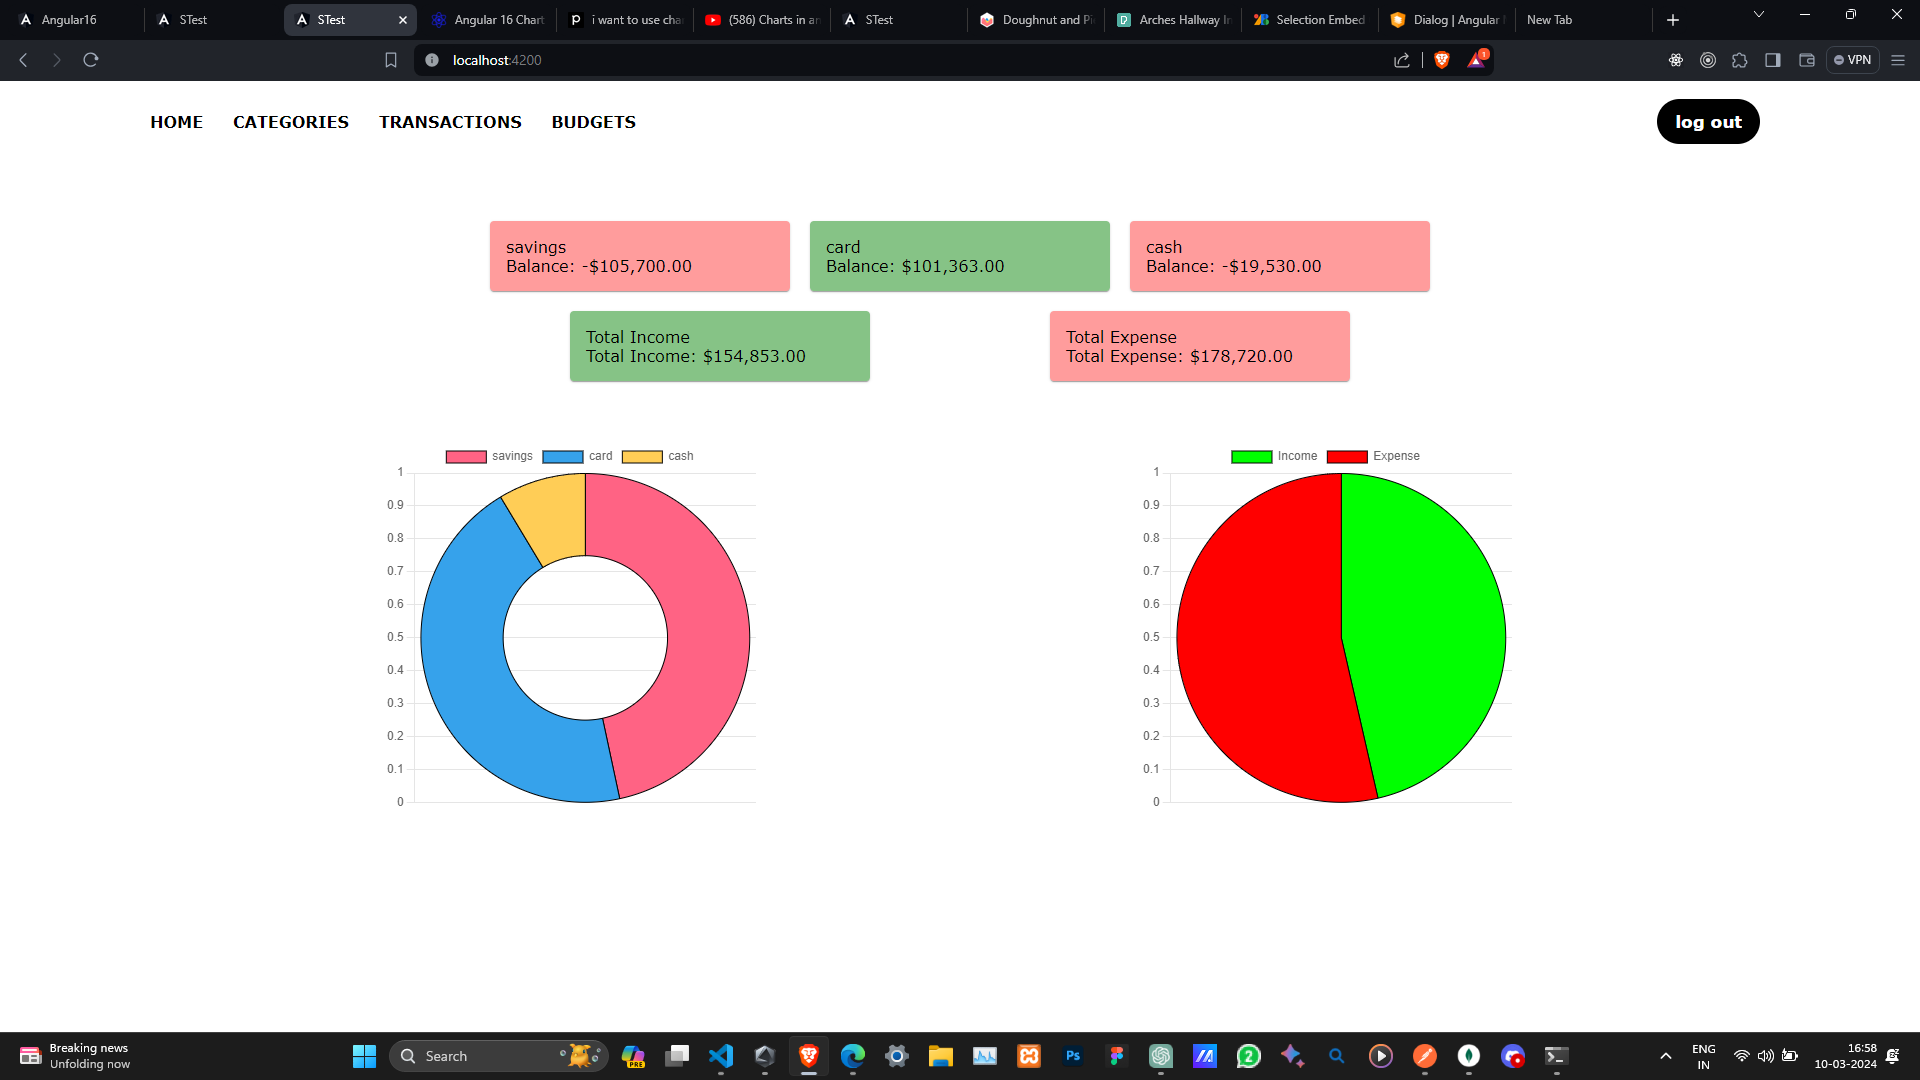 Angular16
STest
STest
Angular 16 Chart
i want to use cha
(586) Charts in an
STest
Doughnut and Pi
Arches Hallway In
Selection Embed
Dialog | Angular
New Tab
localhost:4200
1
VPN
HOME
CATEGORIES
TRANSACTIONS
BUDGETS
log out
savings
Balance: -$105,700.00
card
Balance: $101,363.00
cash
Balance: -$19,530.00
Total Income
Total Income: $154,853.00
Total Expense
Total Expense: $178,720.00
savings
card
cash
1
0.9
0.8
0.7
0.6
0.5
0.4
0.3
0.2
0.1
0
Income
Expense
1
0.9
0.8
0.7
0.6
0.5
0.4
0.3
0.2
0.1
0
Breaking news
Unfolding now
Search
PRE
Ps
2
ENG
IN
16:58
10-03-2024